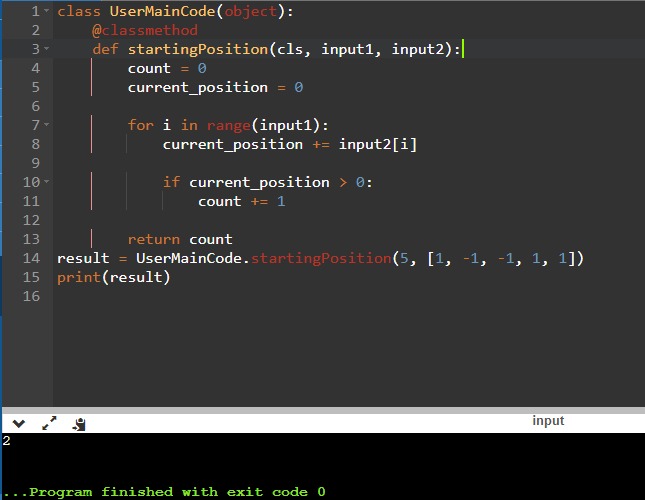 1 class UserMainCode(object):
2 @classmethod
3 def startingPosition(cls, input1, input2):
4 count = 0
5 current_position = 0
6
7 for i in range(input1):
8 current_position += input2[i]
9
10 if current_position > 0:
11 count += 1
12
13 return count
14 result = UserMainCode.startingPosition(5, [1, -1, -1, 1, 1])
15 print(result)
16
input
2
...Program finished with exit code 0